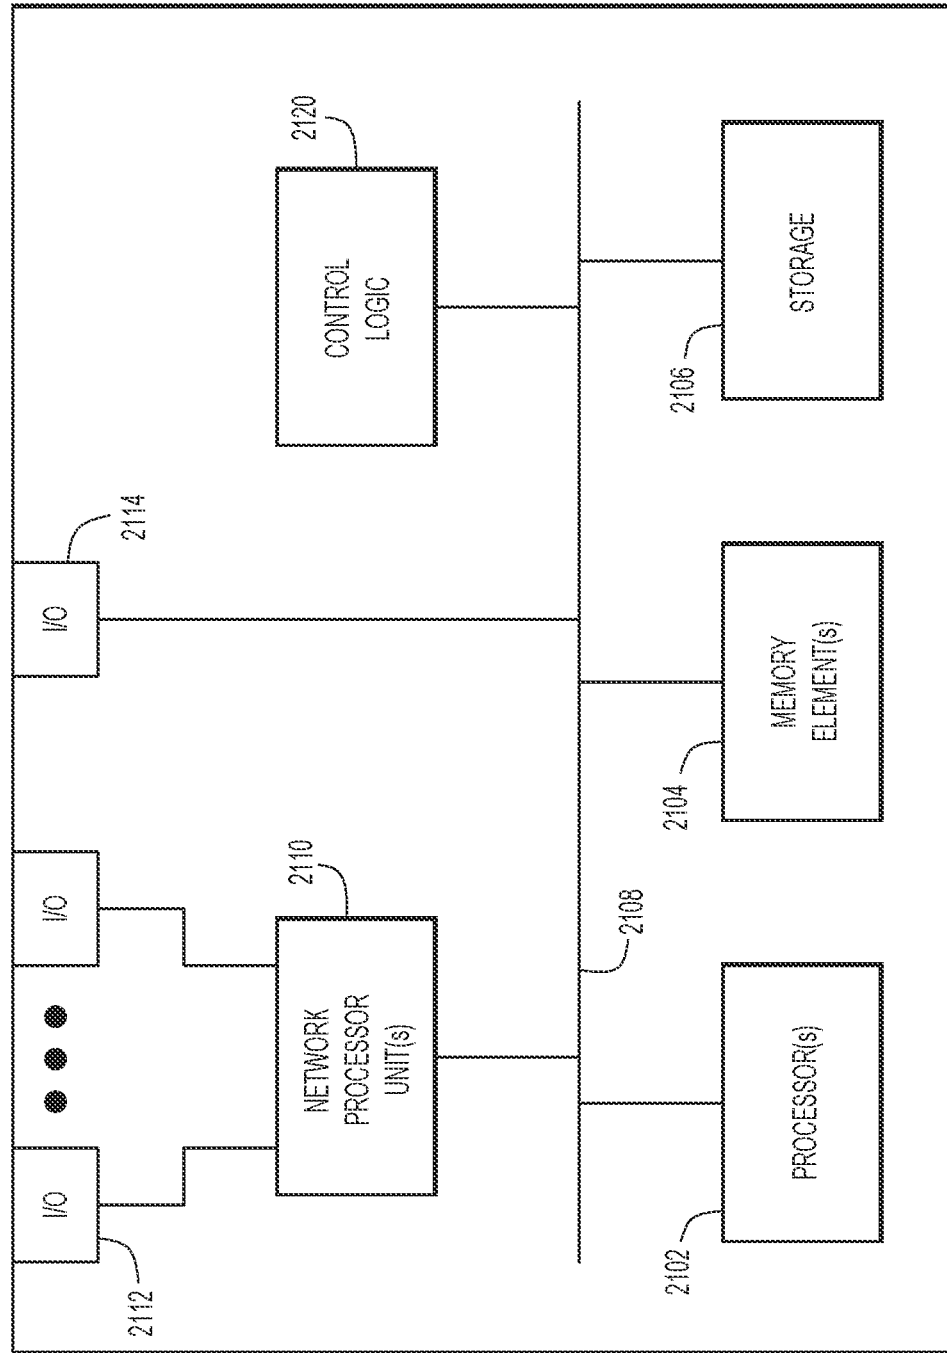 I/O
2112
I/O
I/O
2114
NETWORK
PROCESSOR
UNIT(s)
2110
CONTROL
LOGIC
2120
2108
2102
PROCESSOR(s)
2104
MEMORY
ELEMENT(s)
2106
STORAGE